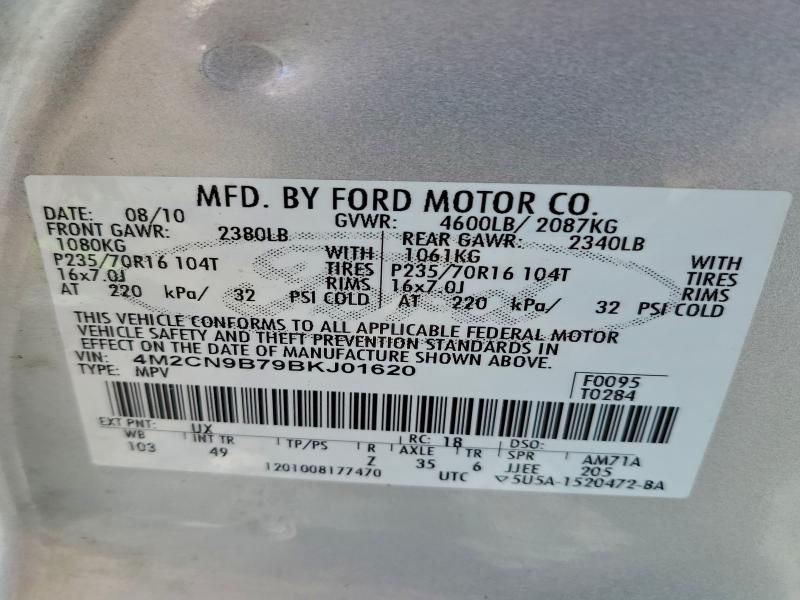 MFD. BY FORD MOTOR CO.
DATE: 08/10 GVWR: 4600LB/ 2087KG
FRONT GAWR: 2380LB REAR GAWR: 2340LB
1080KG WITH 1061KG WITH
P235/70R16 104T TIRES P235/70R16 104T TIRES
16x7.0J RIMS 16x7.0J RIMS
AT 220 kPa/ 32 PSI COLD AT 220 kPa/ 32 PSI COLD
THIS VEHICLE CONFORMS TO ALL APPLICABLE FEDERAL MOTOR
VEHICLE SAFETY AND THEFT PREVENTION STANDARDS IN
EFFECT ON THE DATE OF MANUFACTURE SHOWN ABOVE.
VIN: 4M2CN9B79BKJ01620
TYPE: MPV F0095
T0284
EXT PNT: UX RC: 18 DSO:
WB INT TR TP/PS R AXLE TR SPR AM71A
103 49 Z 35 6 JJEE 205
1201008177470 UTC ▽5U5A-1520472-BA